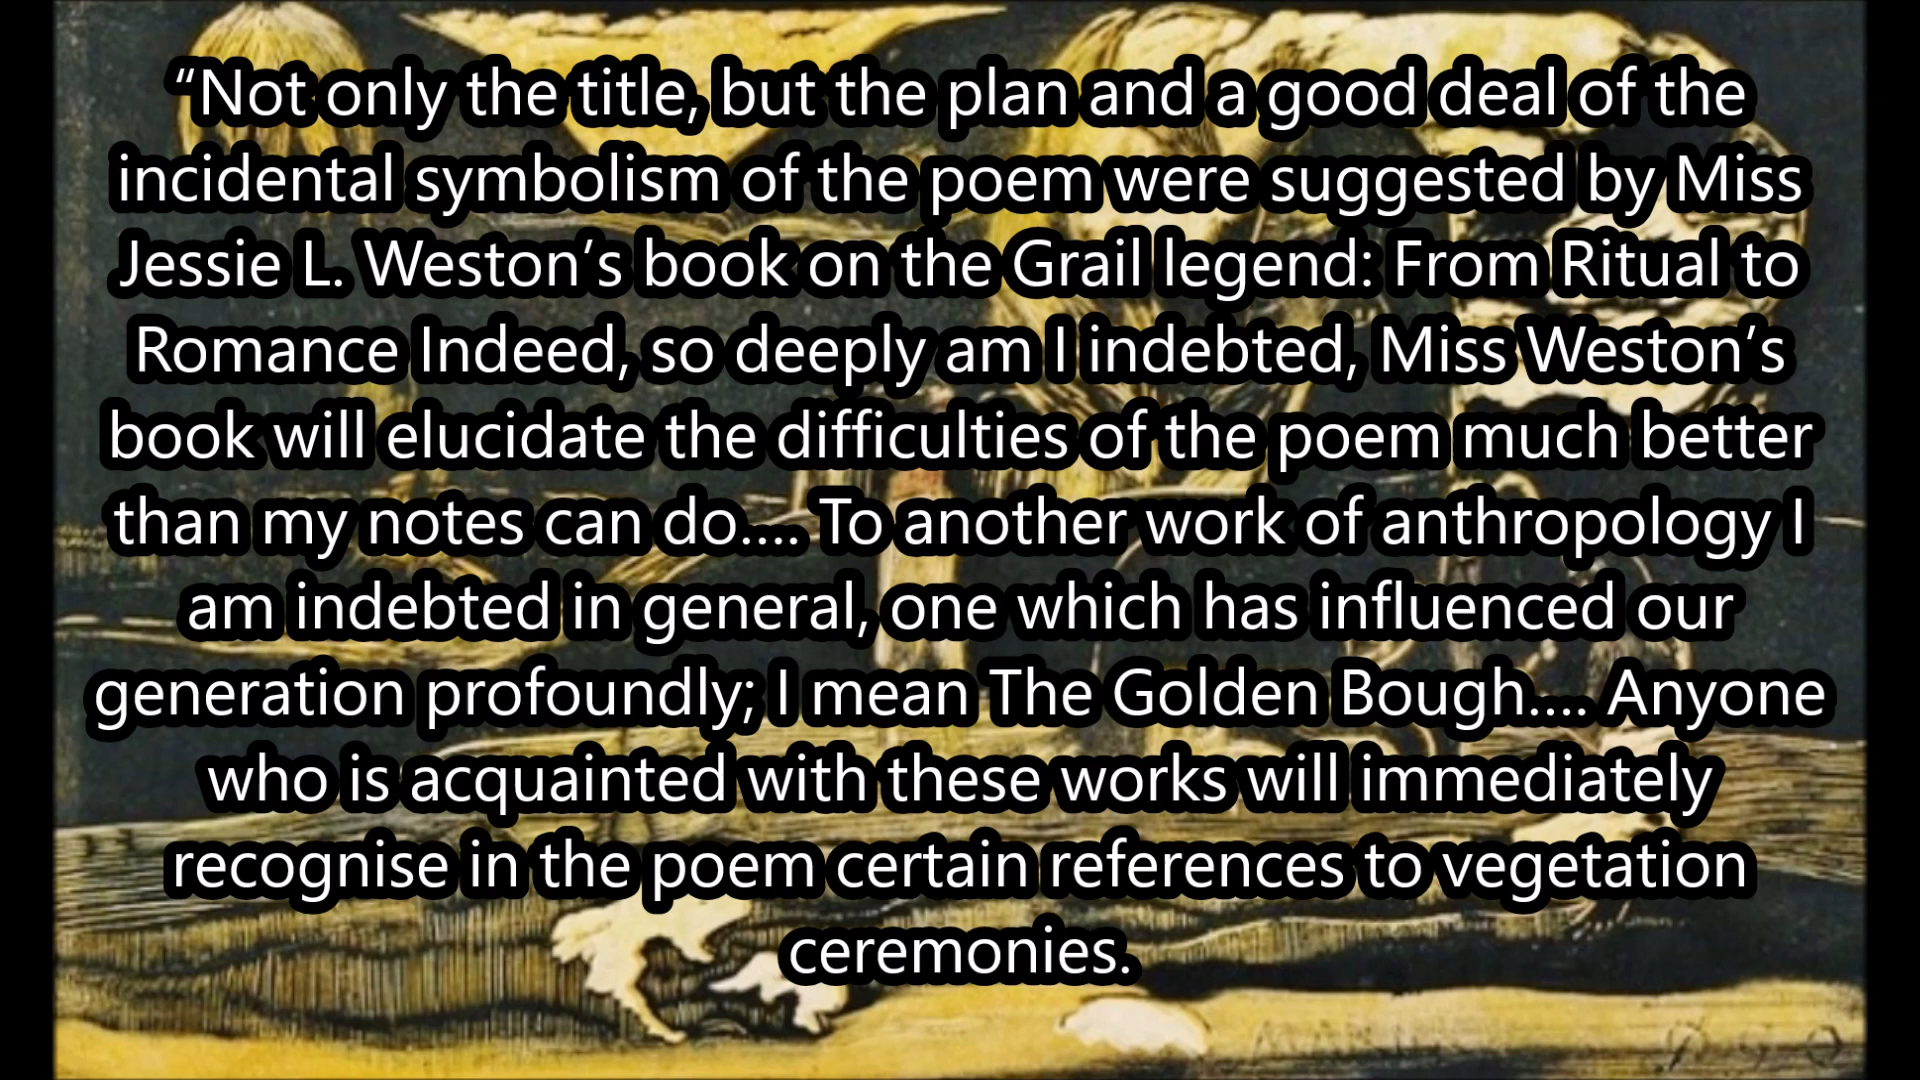 “Not only the title, but the plan and a good deal of the
incidental symbolism of the poem were suggested by Miss
Jessie L. Weston’s book on the Grail legend: From Ritual to
Romance Indeed, so deeply am I indebted, Miss Weston’s
book will elucidate the difficulties of the poem much better
than my notes can do.... To another work of anthropology I
am indebted in general, one which has influenced our
generation profoundly; I mean The Golden Bough.... Anyone
who is acquainted with these works will immediately
recognise in the poem certain references to vegetation
ceremonies.